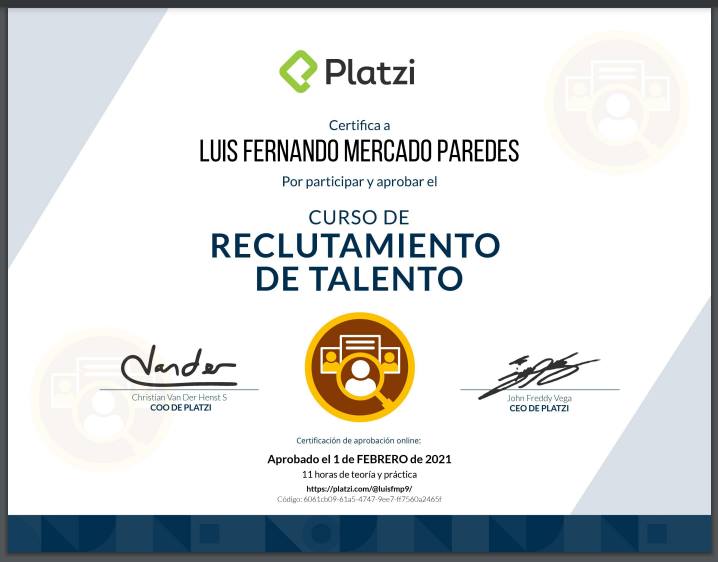 Platzi
Certifica a
LUIS FERNANDO MERCADO PAREDES
Por participar y aprobar el
CURSO DE
RECLUTAMIENTO
DE TALENTO
Vander
Christian Van Der Henst S
COO DE PLATZI
John Freddy Vega
CEO DE PLATZI
Certificación de aprobación online:
Aprobado el 1 de FEBRERO de 2021
11 horas de teoría y práctica
https://platzi.com/@luisfmp9/
Código: 6061cb09-61a5-4747-9ee7-ff7560a2465f